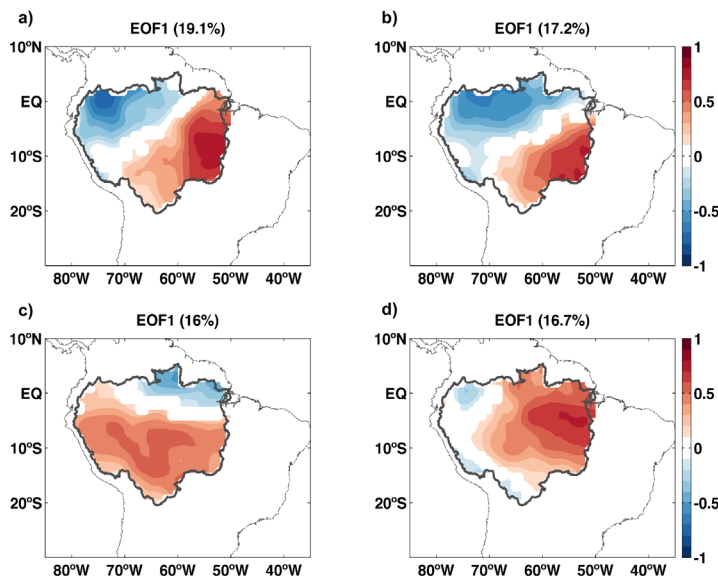 a) EOF1 (19.1%)
10ºN
EQ
10ºS
20ºS
80ºW 70ºW 60ºW 50ºW 40ºW
b) EOF1 (17.2%)
10ºN
EQ
10ºS
20ºS
80ºW 70ºW 60ºW 50ºW 40ºW
1
0.5
0
-0.5
-1
c) EOF1 (16%)
10ºN
EQ
10ºS
20ºS
80ºW 70ºW 60ºW 50ºW 40ºW
d) EOF1 (16.7%)
10ºN
EQ
10ºS
20ºS
80ºW 70ºW 60ºW 50ºW 40ºW
1
0.5
0
-0.5
-1